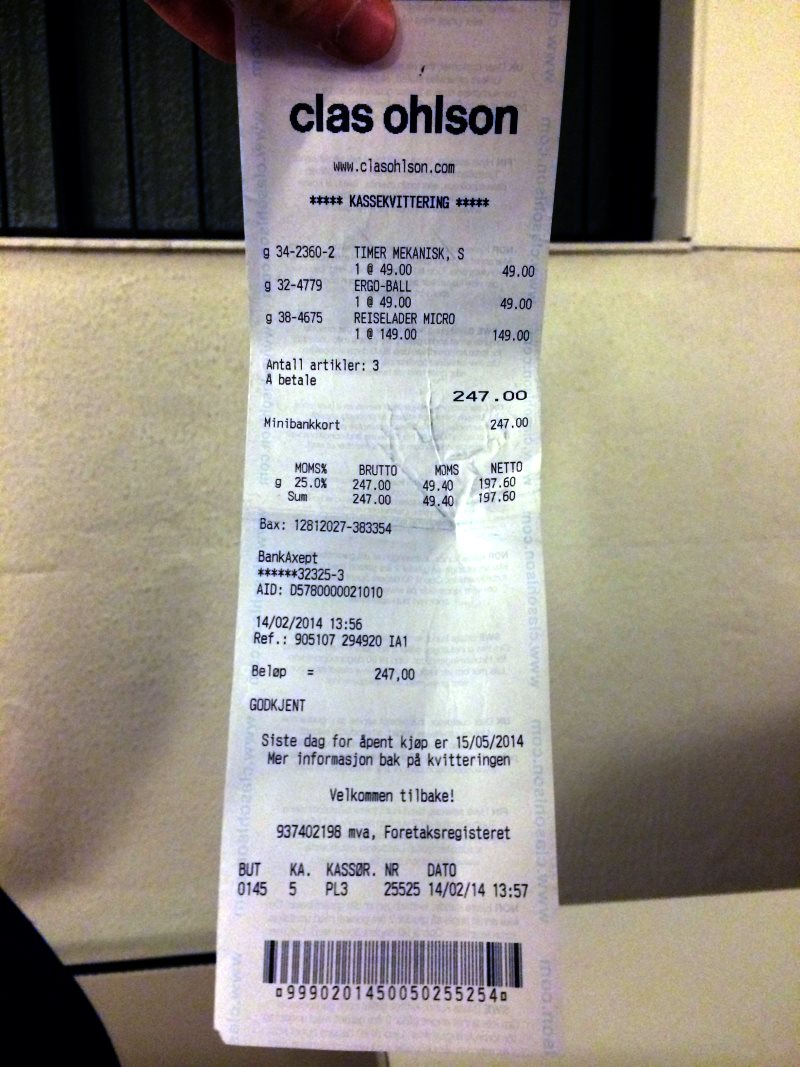 clas ohlson
www.clasohlson.com
***** KASSEKVITTERING *****
g 34-2360-2 TIMER MEKANISK, S
1 @ 49.00 49.00
g 32-4779 ERGO-BALL
1 @ 49.00 49.00
g 38-4675 REISELADER MICRO
1 @ 149.00 149.00
Antall artikler: 3
Å betale
247.00
Minibankkort 247.00
MOMS% BRUTTO MOMS NETTO
g 25.0% 247.00 49.40 197.60
Sum 247.00 49.40 197.60
Bax: 12812027-383354
BankAxept
******32325-3
AID: D5780000021010
14/02/2014 13:56
Ref.: 905107 294920 IA1
Beløp = 247,00
GODKJENT
Siste dag for åpent kjøp er 15/05/2014
Mer informasjon bak på kvitteringen
Velkommen tilbake!
937402198 mva, Foretaksregisteret
BUT KA. KASSØR. NR DATO
0145 5 PL3 25525 14/02/14 13:57
¤99902014500502552­54¤